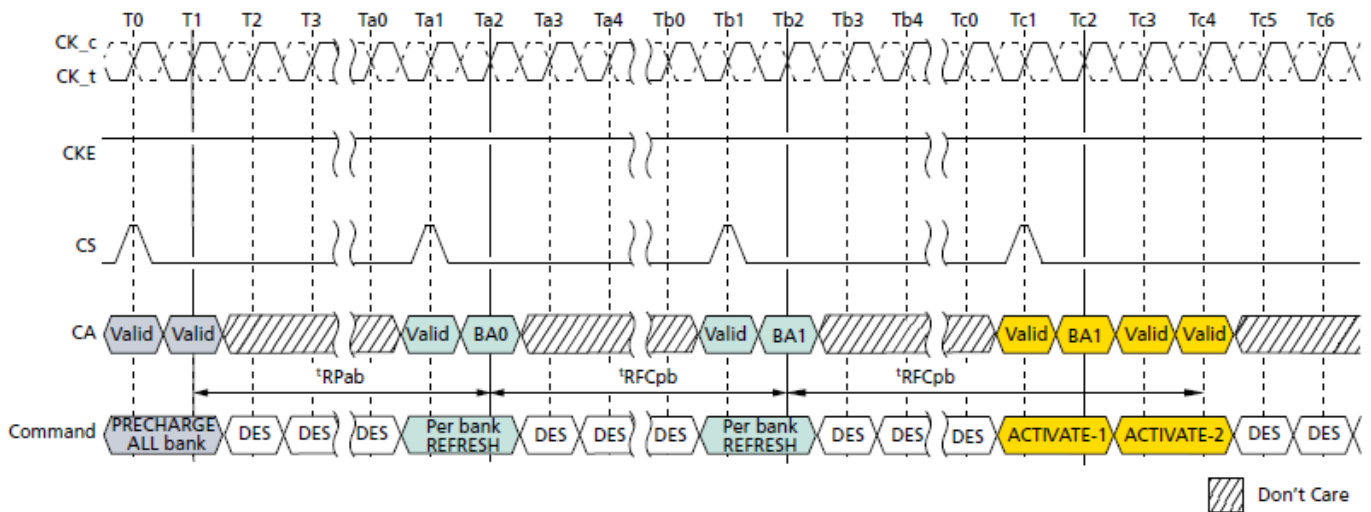 T0 T1 T2 T3 Ta0 Ta1 Ta2 Ta3 Ta4 Tb0 Tb1 Tb2 Tb3 Tb4 Tc0 Tc1 Tc2 Tc3 Tc4 Tc5 Tc6
CK_c
CK_t
CKE
CS
CA Valid Valid Valid BA0 Valid BA1 Valid BA1 Valid Valid
tRPab tRFCpb tRFCpb
Command PRECHARGE ALL bank DES DES DES Per bank REFRESH DES DES DES Per bank REFRESH DES DES DES ACTIVATE-1 ACTIVATE-2 DES DES
Don't Care